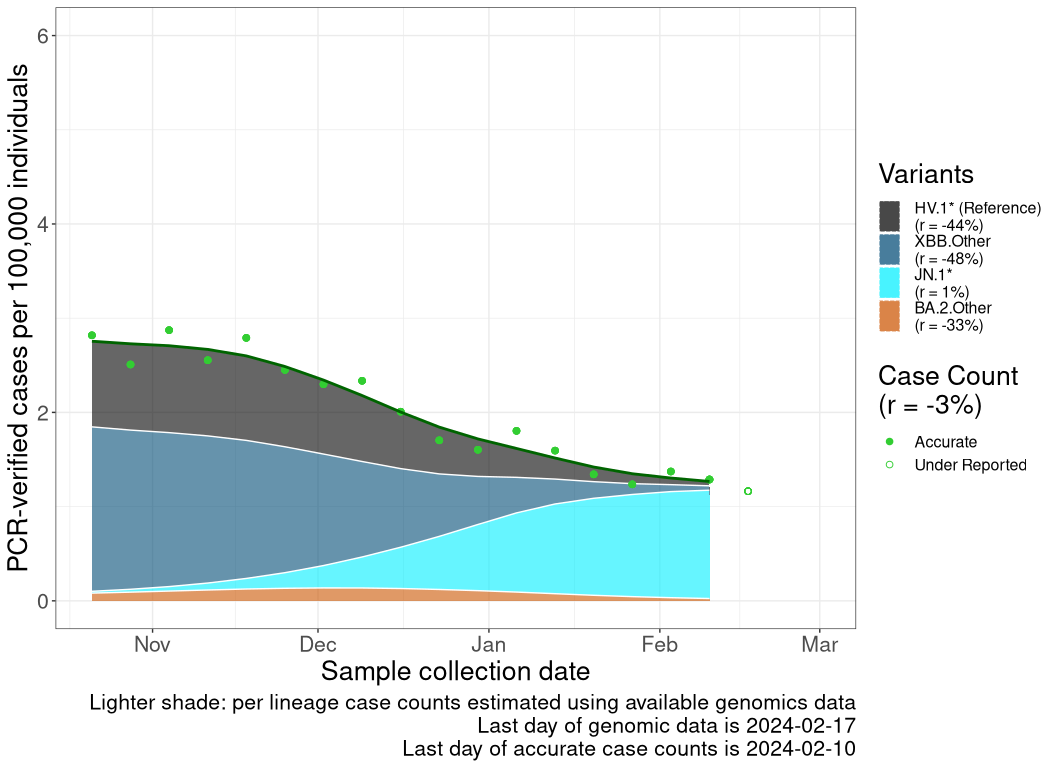 PCR-verified cases per 100,000 individuals
6
4
2
0
Nov
Dec
Jan
Feb
Mar
Sample collection date
Lighter shade: per lineage case counts estimated using available genomics data
Last day of genomic data is 2024-02-17
Last day of accurate case counts is 2024-02-10
Variants
HV.1* (Reference)
(r = -44%)
XBB.Other
(r = -48%)
JN.1*
(r = 1%)
BA.2.Other
(r = -33%)
Case Count
(r = -3%)
Accurate
Under Reported